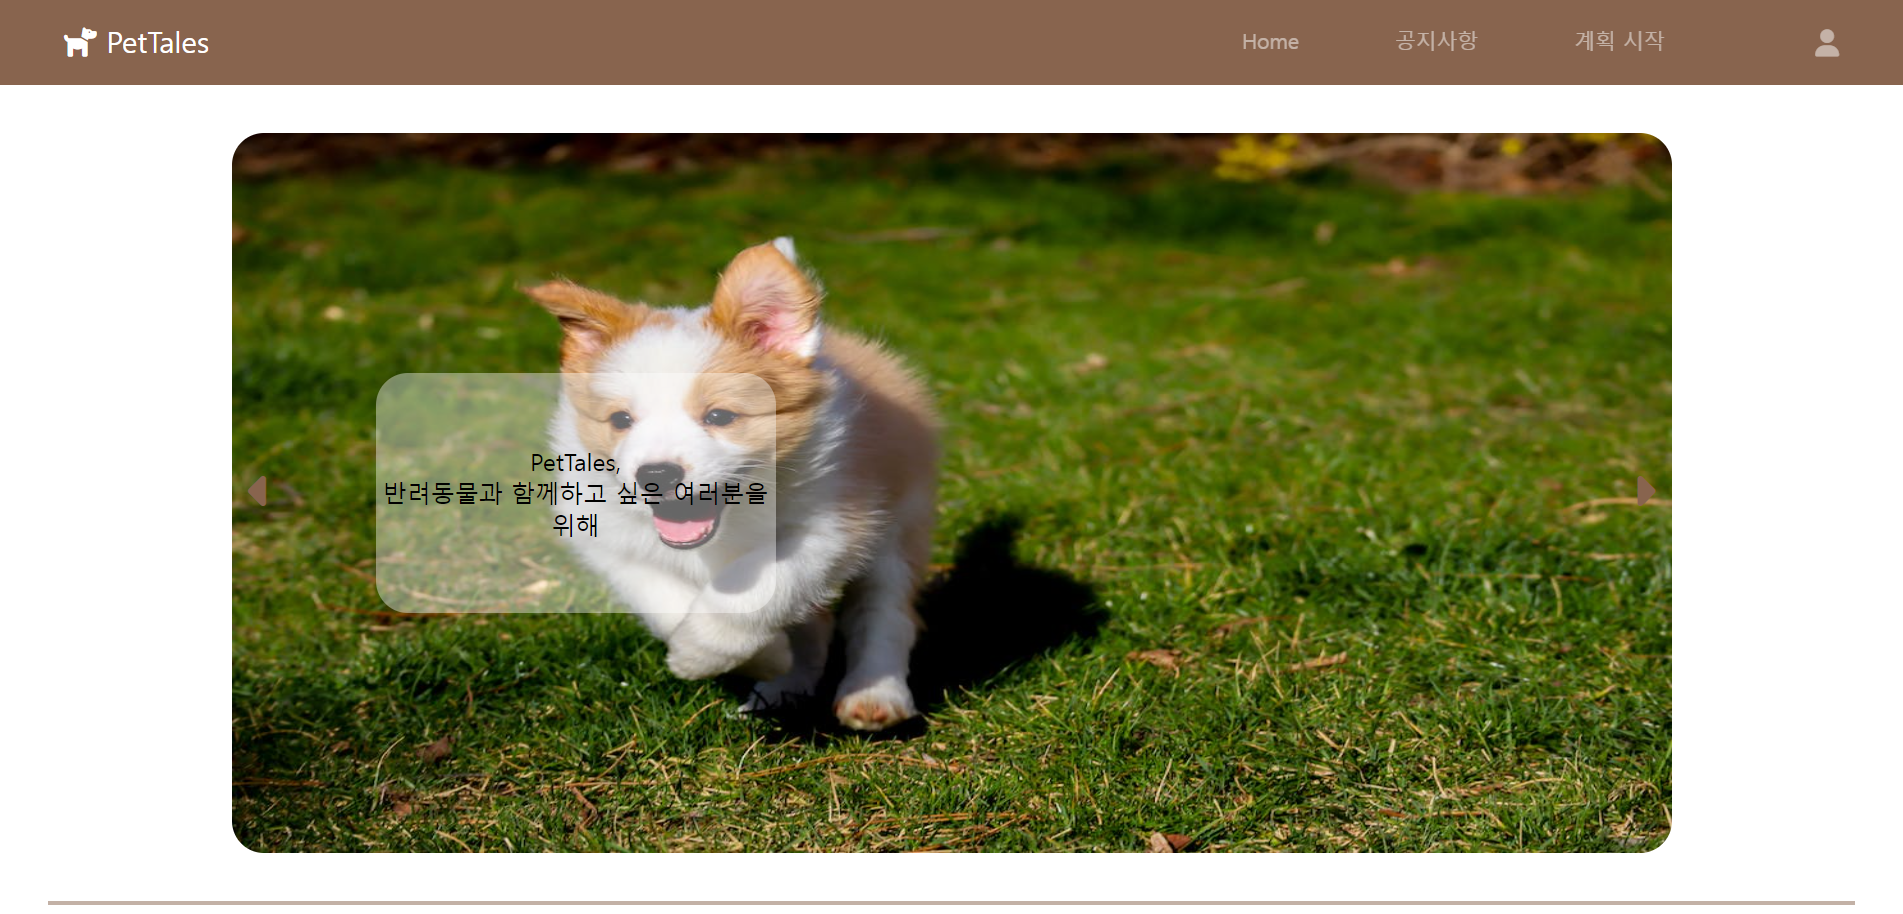 PetTales
Home
공지사항
계획 시작
PetTales,
반려동물과 함께하고 싶은 여러분을
위해